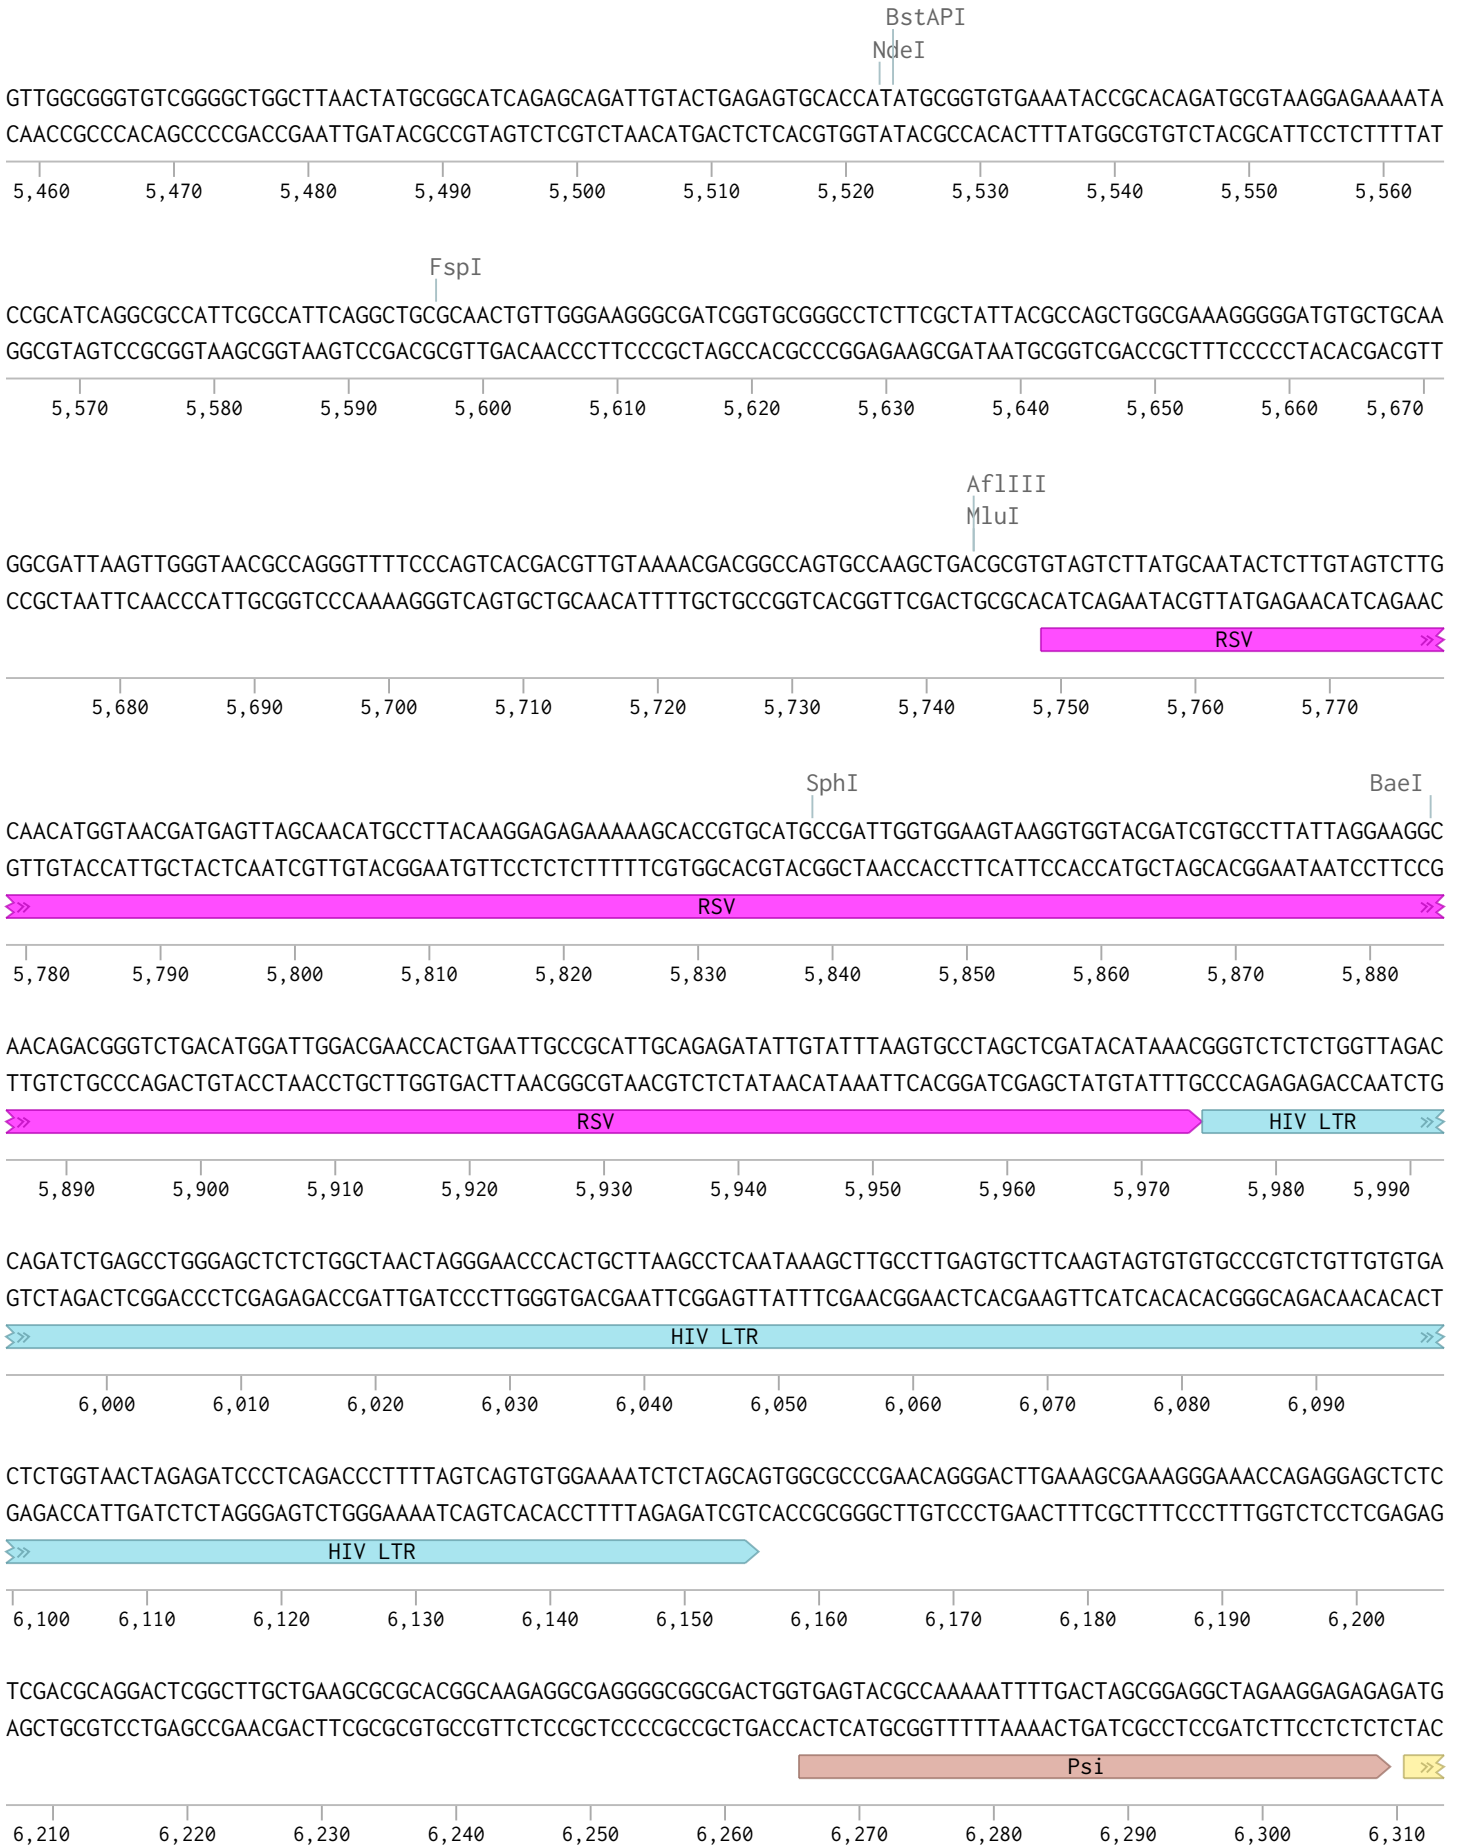 BstAPI
NdeI
GTTGGCGGGTGTCGGGGCTGGCTTAACTATGCGGCATCAGAGCAGATTGTACTGAGAGTGCACCATATGCGGTGTGAAATACCGCACAGATGCGTAAGGAGAAAATA
CAACCGCCCACAGCCCCGACCGAATTGATACGCCGTAGTCTCGTCTAACATGACTCTCACGTGGTATACGCCACACTTTATGGCGTGTCTACGCATTCCTCTTTTAT
5,460 5,470 5,480 5,490 5,500 5,510 5,520 5,530 5,540 5,550 5,560
FspI
CCGCATCAGGCGCCATTCGCCATTCAGGCTGCGCAACTGTTGGGAAGGGCGATCGGTGCGGGCCTCTTCGCTATTACGCCAGCTGGCGAAAGGGGGATGTGCTGCAA
GGCGTAGTCCGCGGTAAGCGGTAAGTCCGACGCGTTGACAACCCTTCCCGCTAGCCACGCCCGGAGAAGCGATAATGCGGTCGACCGCTTTCCCCCTACACGACGTT
5,570 5,580 5,590 5,600 5,610 5,620 5,630 5,640 5,650 5,660 5,670
AflIII
MluI
GGCGATTAAGTTGGGTAACGCCAGGGTTTTCCCAGTCACGACGTTGTAAAACGACGGCCAGTGCCAAGCTGACGCGTGTAGTCTTATGCAATACTCTTGTAGTCTTG
CCGCTAATTCAACCCATTGCGGTCCCAAAAGGGTCAGTGCTGCAACATTTTGCTGCCGGTCACGGTTCGACTGCGCACATCAGAATACGTTATGAGAACATCAGAAC
RSV
5,680 5,690 5,700 5,710 5,720 5,730 5,740 5,750 5,760 5,770
SphI BaeI
CAACATGGTAACGATGAGTTAGCAACATGCCTTACAAGGAGAGAAAAAGCACCGTGCATGCCGATTGGTGGAAGTAAGGTGGTACGATCGTGCCTTATTAGGAAGGC
GTTGTACCATTGCTACTCAATCGTTGTACGGAATGTTCCTCTCTTTTTCGTGGCACGTACGGCTAACCACCTTCATTCCACCATGCTAGCACGGAATAATCCTTCCG
RSV
5,780 5,790 5,800 5,810 5,820 5,830 5,840 5,850 5,860 5,870 5,880
AACAGACGGGTCTGACATGGATTGGACGAACCACTGAATTGCCGCATTGCAGAGATATTGTATTTAAGTGCCTAGCTCGATACATAAACGGGTCTCTCTGGTTAGAC
TTGTCTGCCCAGACTGTACCTAACCTGCTTGGTGACTTAACGGCGTAACGTCTCTATAACATAAATTCACGGATCGAGCTATGTATTTGCCCAGAGAGACCAATCTG
RSV HIV LTR
5,890 5,900 5,910 5,920 5,930 5,940 5,950 5,960 5,970 5,980 5,990
CAGATCTGAGCCTGGGAGCTCTCTGGCTAACTAGGGAACCCACTGCTTAAGCCTCAATAAAGCTTGCCTTGAGTGCTTCAAGTAGTGTGTGCCCGTCTGTTGTGTGA
GTCTAGACTCGGACCCTCGAGAGACCGATTGATCCCTTGGGTGACGAATTCGGAGTTATTTCGAACGGAACTCACGAAGTTCATCACACACGGGCAGACAACACACT
HIV LTR
6,000 6,010 6,020 6,030 6,040 6,050 6,060 6,070 6,080 6,090
CTCTGGTAACTAGAGATCCCTCAGACCCTTTTAGTCAGTGTGGAAAATCTCTAGCAGTGGCGCCCGAACAGGGACTTGAAAGCGAAAGGGAAACCAGAGGAGCTCTC
GAGACCATTGATCTCTAGGGAGTCTGGGAAAATCAGTCACACCTTTTAGAGATCGTCACCGCGGGCTTGTCCCTGAACTTTCGCTTTCCCTTTGGTCTCCTCGAGAG
HIV LTR
6,100 6,110 6,120 6,130 6,140 6,150 6,160 6,170 6,180 6,190 6,200
TCGACGCAGGACTCGGCTTGCTGAAGCGCGCACGGCAAGAGGCGAGGGGCGGCGACTGGTGAGTACGCCAAAAATTTTGACTAGCGGAGGCTAGAAGGAGAGAGATG
AGCTGCGTCCTGAGCCGAACGACTTCGCGCGTGCCGTTCTCCGCTCCCCGCCGCTGACCACTCATGCGGTTTTTAAAACTGATCGCCTCCGATCTTCCTCTCTCTAC
Psi
6,210 6,220 6,230 6,240 6,250 6,260 6,270 6,280 6,290 6,300 6,310